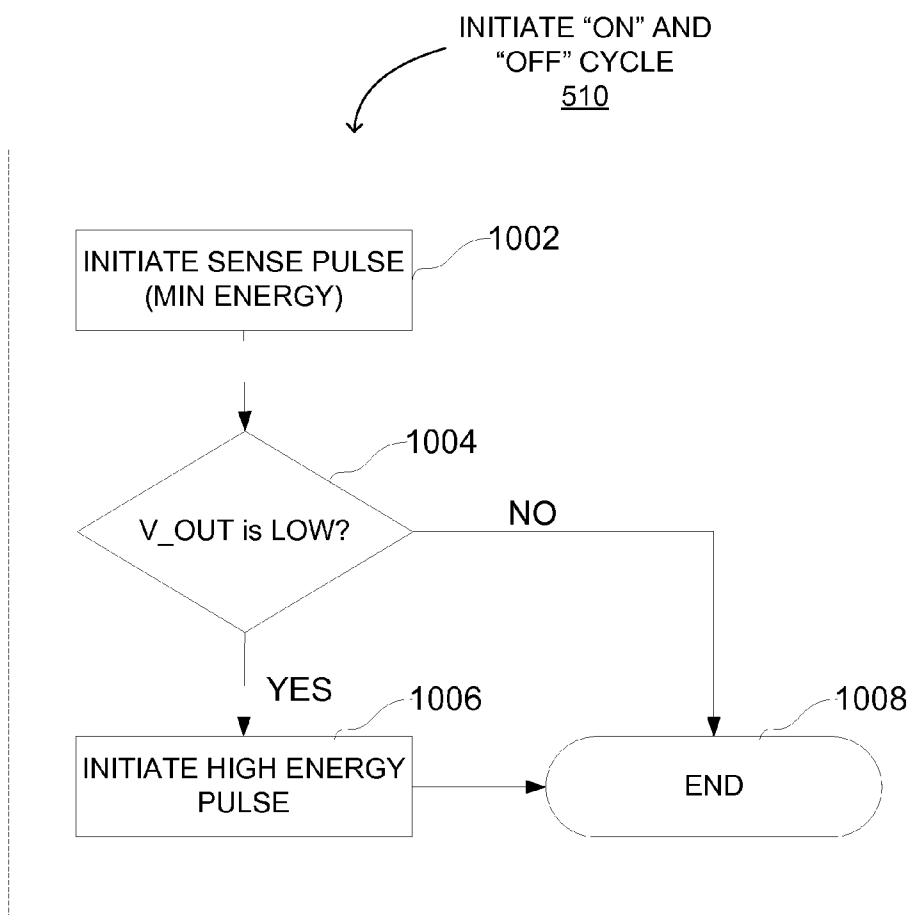 INITIATE “ON” AND
“OFF” CYCLE
510
1002
INITIATE SENSE PULSE
(MIN ENERGY)
1004
V_OUT is LOW?
NO
YES
1006
1008
INITIATE HIGH ENERGY
PULSE
END